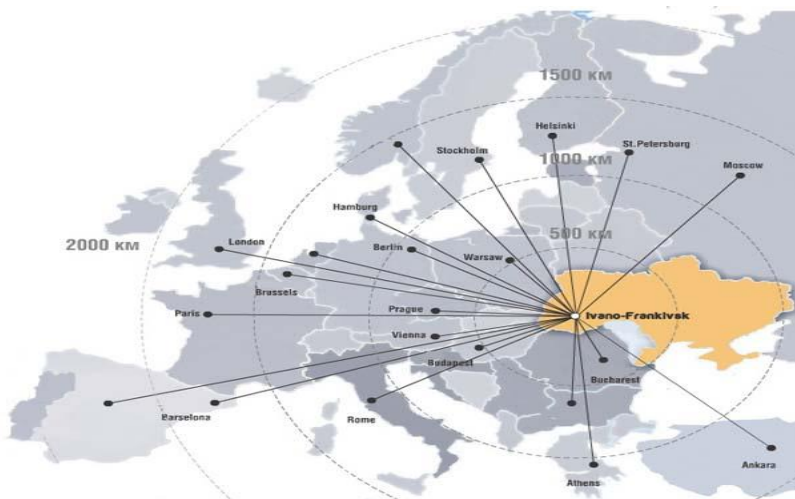 1500 км
Helsinki
St.Petersburg
Stockholm
1000 км
Moscow
Hamburg
500 км
2000 км
London
Berlin
Warsaw
Brussels
Paris
Prague
Ivano-Frankivsk
Vienna
Budapest
Bucharest
Barselona
Rome
Ankara
Athens